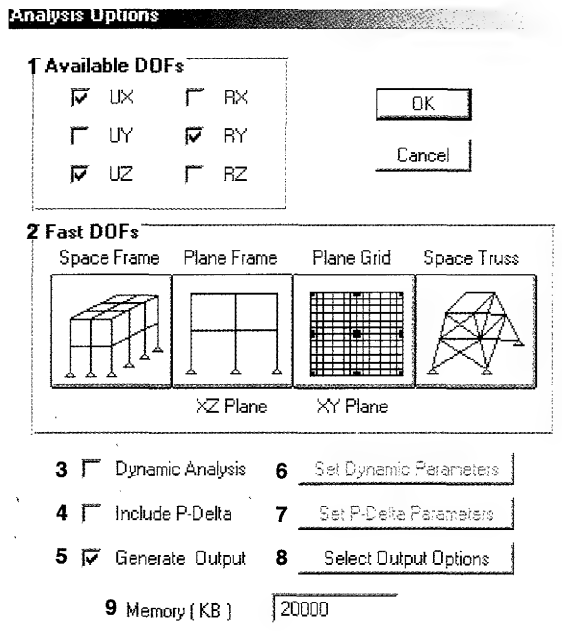 Analysis Options
1 Available DOFs
UX RX
OK
UY RY
Cancel
UZ RZ
2 Fast DOFs
Space Frame Plane Frame Plane Grid Space Truss
XZ Plane XY Plane
3 Dynamic Analysis 6 Set Dynamic Parameters
4 Include P-Delta 7 Set P-Delta Parameters
5 Generate Output 8 Select Output Options
9 Memory ( KB ) 20000